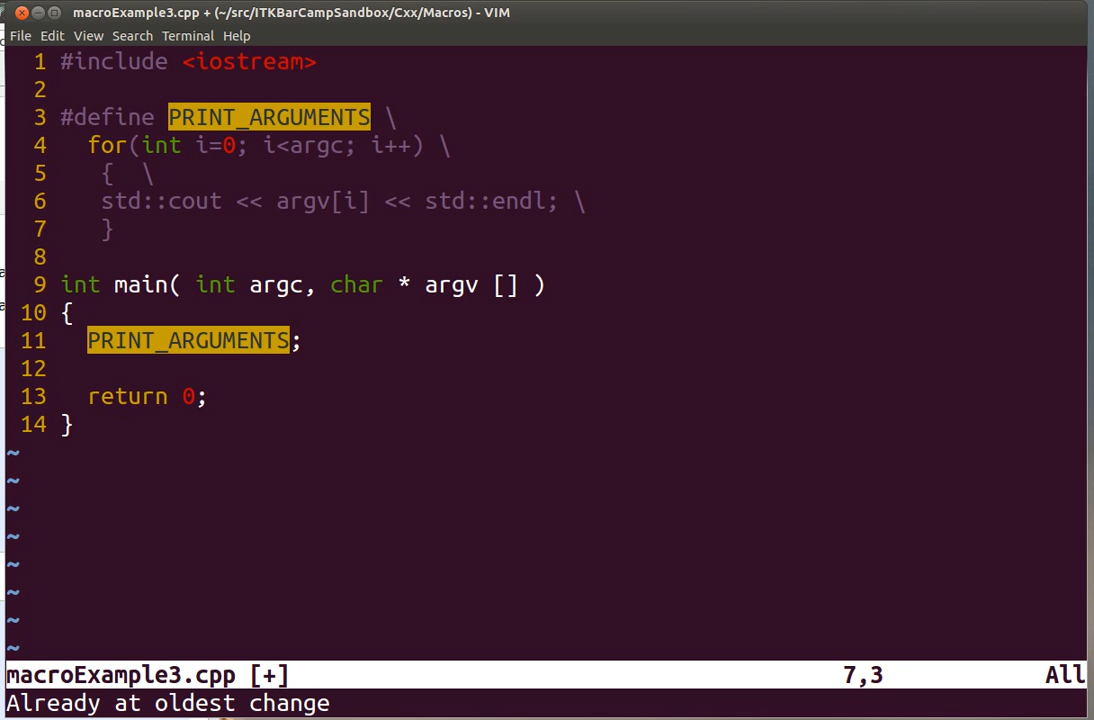 macroExample3.cpp + (~/src/ITKBarCampSandbox/Cxx/Macros) - VIM
File Edit View Search Terminal Help
1 #include <iostream>
2
3 #define PRINT_ARGUMENTS \
4   for(int i=0; i<argc; i++) \
5    {  \
6    std::cout << argv[i] << std::endl; \
7    }
8
9 int main( int argc, char * argv [] )
10 {
11   PRINT_ARGUMENTS;
12
13   return 0;
14 }
~
~
~
~
~
~
~
~
macroExample3.cpp [+] 7,3 All
Already at oldest change